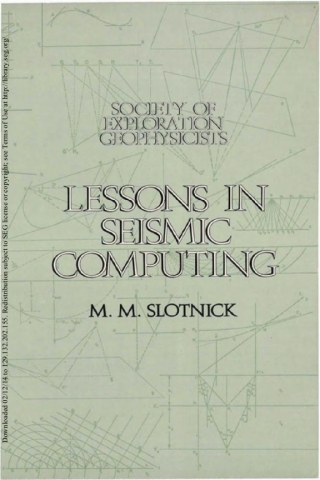 SOCIETY OF
EXPLORATION
GEOPHYSICISTS
LESSONS IN
SEISMIC
COMPUTING
M. M. SLOTNICK
Downloaded 02/12/14 to 129.132.202.155. Redistribution subject to SEG license or copyright; see Terms of Use at http://library.seg.org/